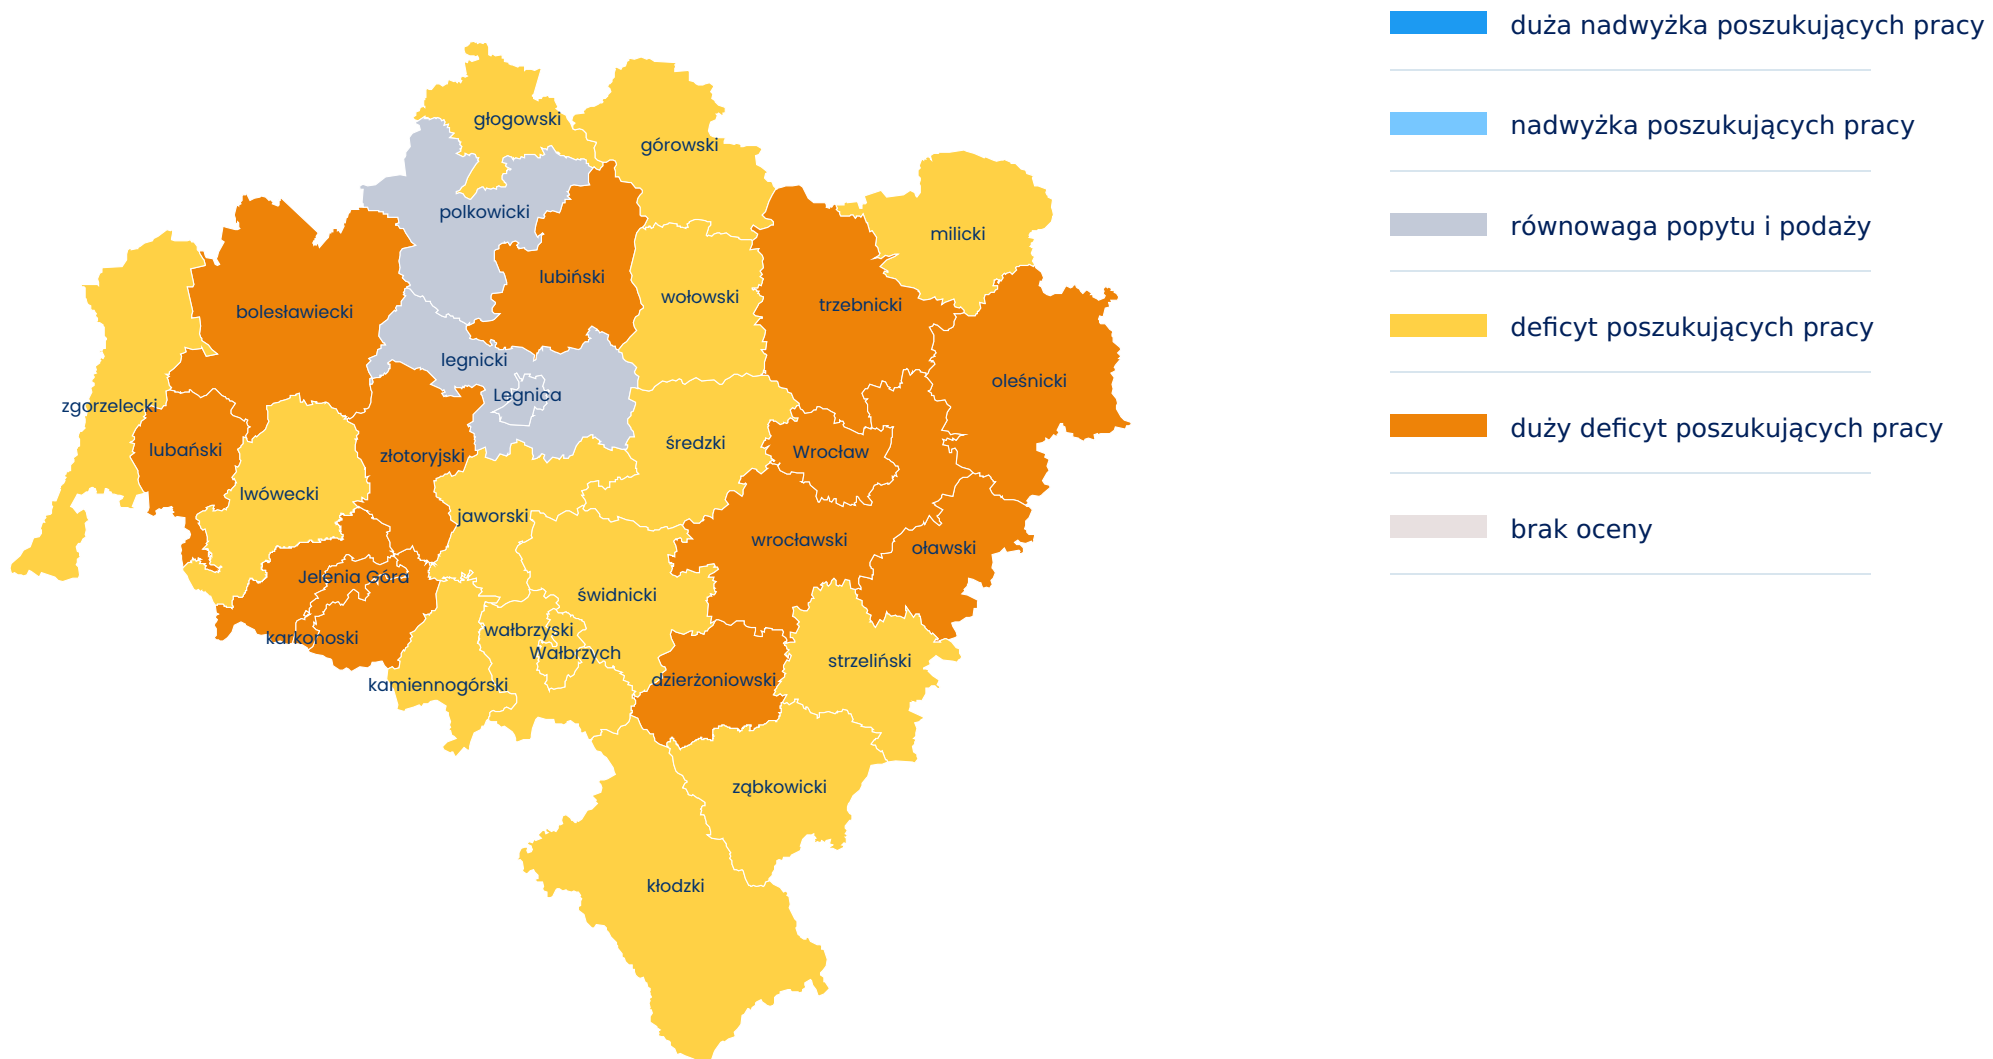 głogowski
górowski
polkowicki
milicki
lubiński
wołowski
trzebnicki
bolesławiecki
legnicki
oleśnicki
Legnica
zgorzelecki
średzki
lubański
złotoryjski
Wrocław
lwówecki
jaworski
wrocławski
oławski
Jelenia Góra
świdnicki
wałbrzyski
karkonoski
Wałbrzych
strzeliński
dzierżoniowski
kamiennogórski
ząbkowicki
kłodzki
duża nadwyżka poszukujących pracy
nadwyżka poszukujących pracy
równowaga popytu i podaży
deficyt poszukujących pracy
duży deficyt poszukujących pracy
brak oceny